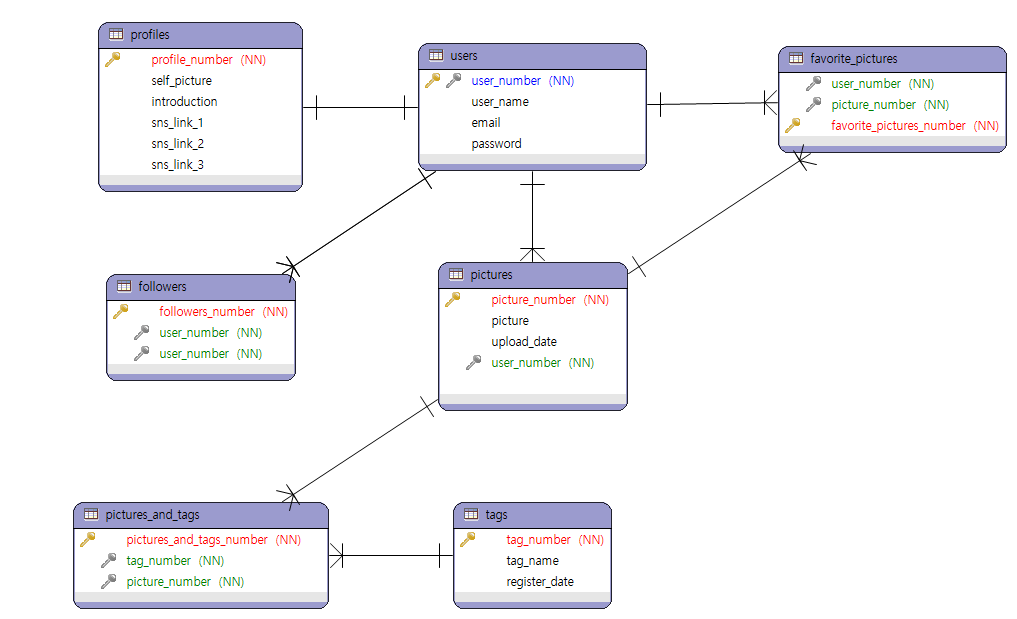 profiles
profile_number (NN)
self_picture
introduction
sns_link_1
sns_link_2
sns_link_3
users
user_number (NN)
user_name
email
password
favorite_pictures
user_number (NN)
picture_number (NN)
favorite_pictures_number (NN)
followers
followers_number (NN)
user_number (NN)
user_number (NN)
pictures
picture_number (NN)
picture
upload_date
user_number (NN)
pictures_and_tags
pictures_and_tags_number (NN)
tag_number (NN)
picture_number (NN)
tags
tag_number (NN)
tag_name
register_date